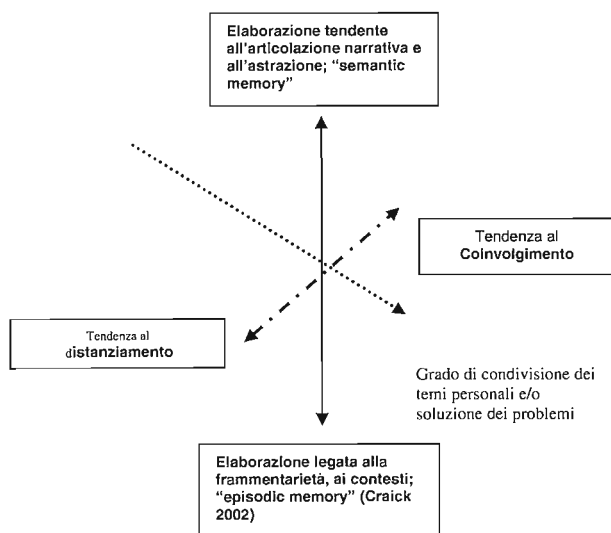 Elaborazione tendente
all'articolazione narrativa e
all'astrazione; “semantic
memory”
Tendenza al
Coinvolgimento
Tendenza al
distanziamento
Grado di condivisione dei
temi personali e/o
soluzione dei problemi
Elaborazione legata alla
frammentarietà, ai contesti;
“episodic memory” (Craick
2002)